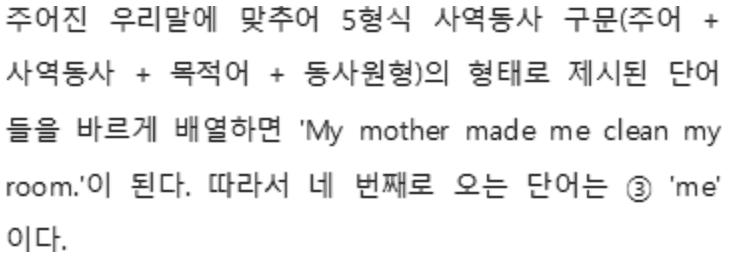 주어진 우리말에 맞추어 5형식 사역동사 구문(주어 +
사역동사 + 목적어 + 동사원형)의 형태로 제시된 단어
들을 바르게 배열하면 'My mother made me clean my
room.'이 된다. 따라서 네 번째로 오는 단어는 ③ 'me'
이다.